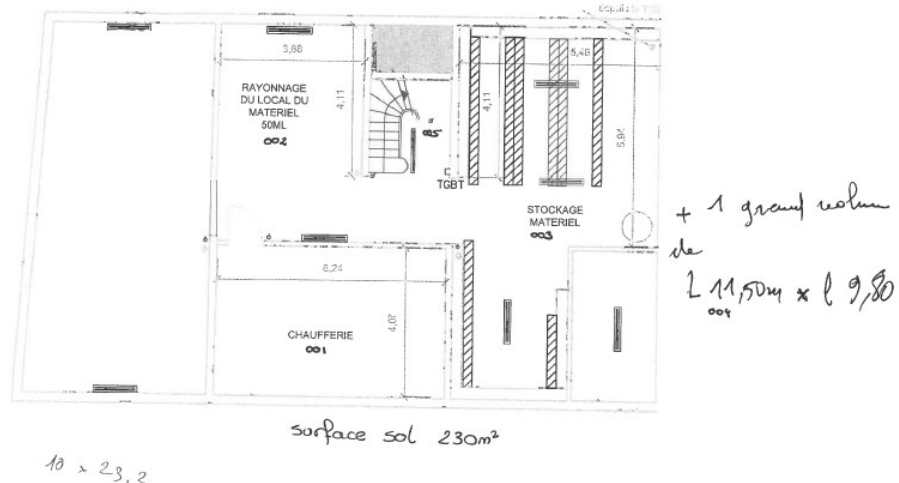 3,68
5,46
RAYONNAGE
DU LOCAL DU
MATERIEL
50ML
002
4,11
4,11
5,94
TGBT
STOCKAGE
MATERIEL
003
+ 1 grand volume
de
L 11,50m x l 9,80
004
6,24
4,07
CHAUFFERIE
001
surface sol 230m²
10 x 23,2